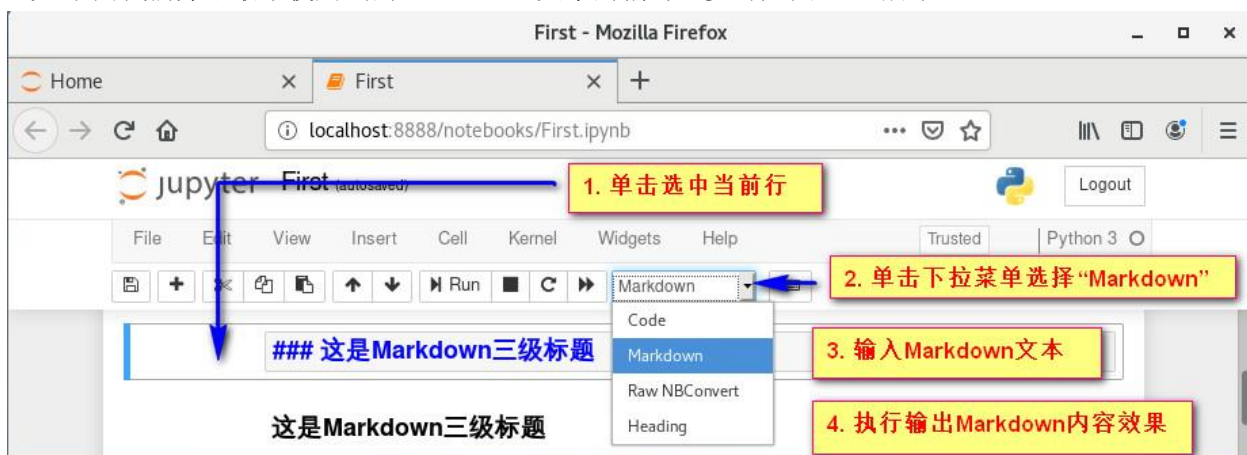 First - Mozilla Firefox
Home
First
localhost:8888/notebooks/First.ipynb
jupyter First (autosaved)
1. 单击选中当前行
Logout
File Edit View Insert Cell Kernel Widgets Help
Trusted
Python 3
Run
Markdown
2. 单击下拉菜单选择“Markdown”
Code
### 这是Markdown三级标题
Markdown
3. 输入Markdown文本
Raw NBConvert
这是Markdown三级标题
Heading
4. 执行输出Markdown内容效果